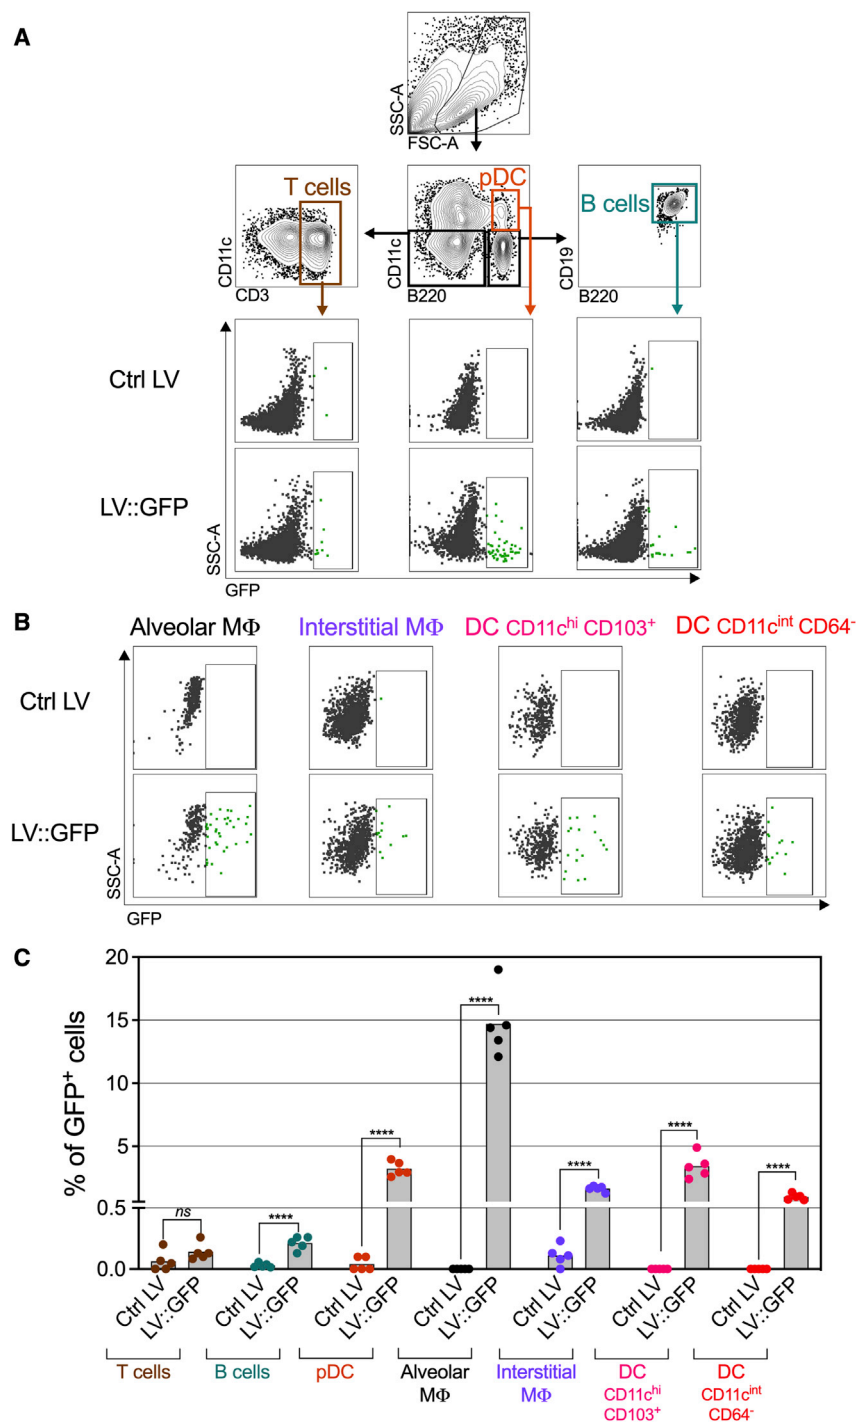 A
SSC-A
FSC-A
T cells
CD11c
CD3
pDC
CD11c
B220
B cells
CD19
B220
Ctrl LV
LV::GFP
SSC-A
GFP
B
Alveolar MΦ
Interstitial MΦ
DC CD11c^hi CD103^+
DC CD11c^int CD64^-
Ctrl LV
LV::GFP
SSC-A
GFP
C
% of GFP^+ cells
20
15
10
5
0.5
0.0
ns
****
****
****
****
****
****
Ctrl LV
LV::GFP
Ctrl LV
LV::GFP
Ctrl LV
LV::GFP
Ctrl LV
LV::GFP
Ctrl LV
LV::GFP
Ctrl LV
LV::GFP
Ctrl LV
LV::GFP
T cells
B cells
pDC
Alveolar
MΦ
Interstitial
MΦ
DC
CD11c^hi
CD103^+
DC
CD11c^int
CD64^-